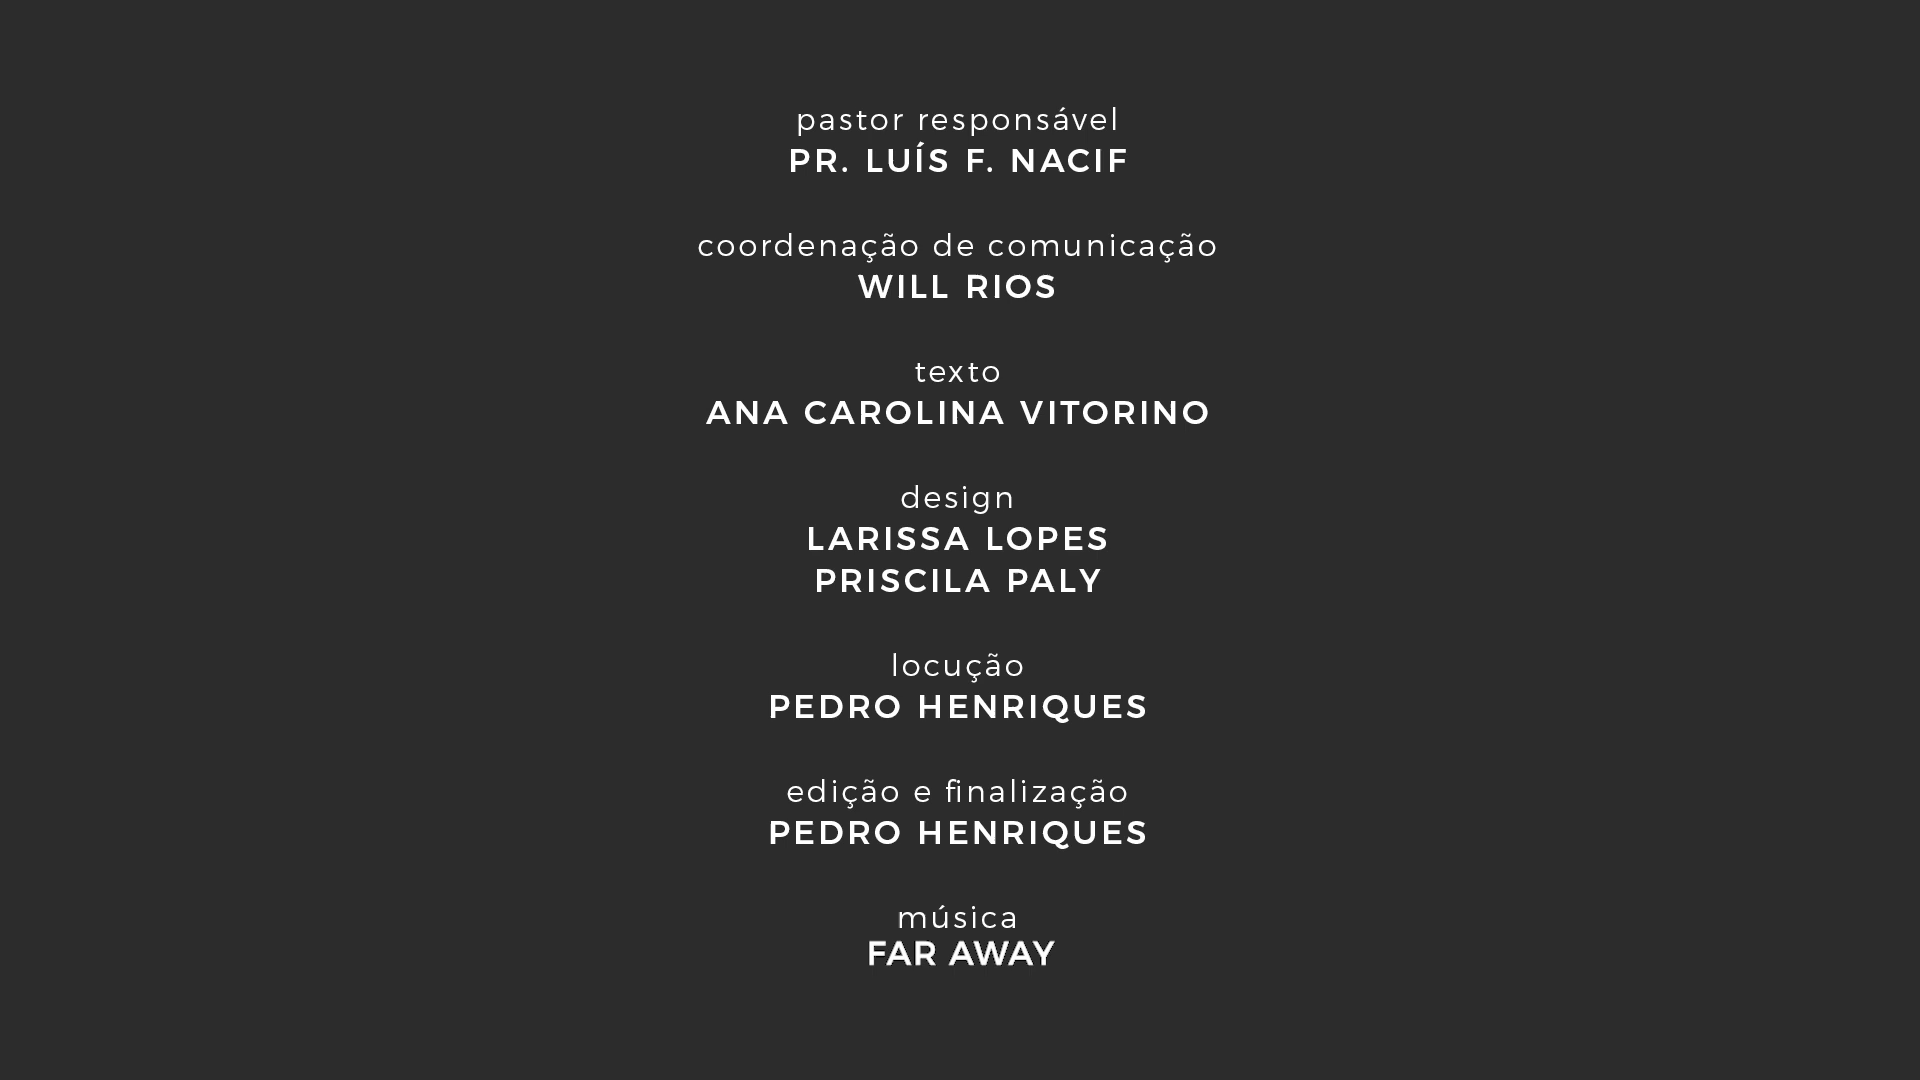 pastor responsável
PR. LUÍS F. NACIF
coordenação de comunicação
WILL RIOS
texto
ANA CAROLINA VITORINO
design
LARISSA LOPES
PRISCILA PALY
locução
PEDRO HENRIQUES
edição e finalização
PEDRO HENRIQUES
música
FAR AWAY